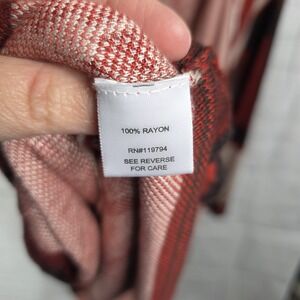 100% RAYON
RN#119794
SEE REVERSE
FOR CARE